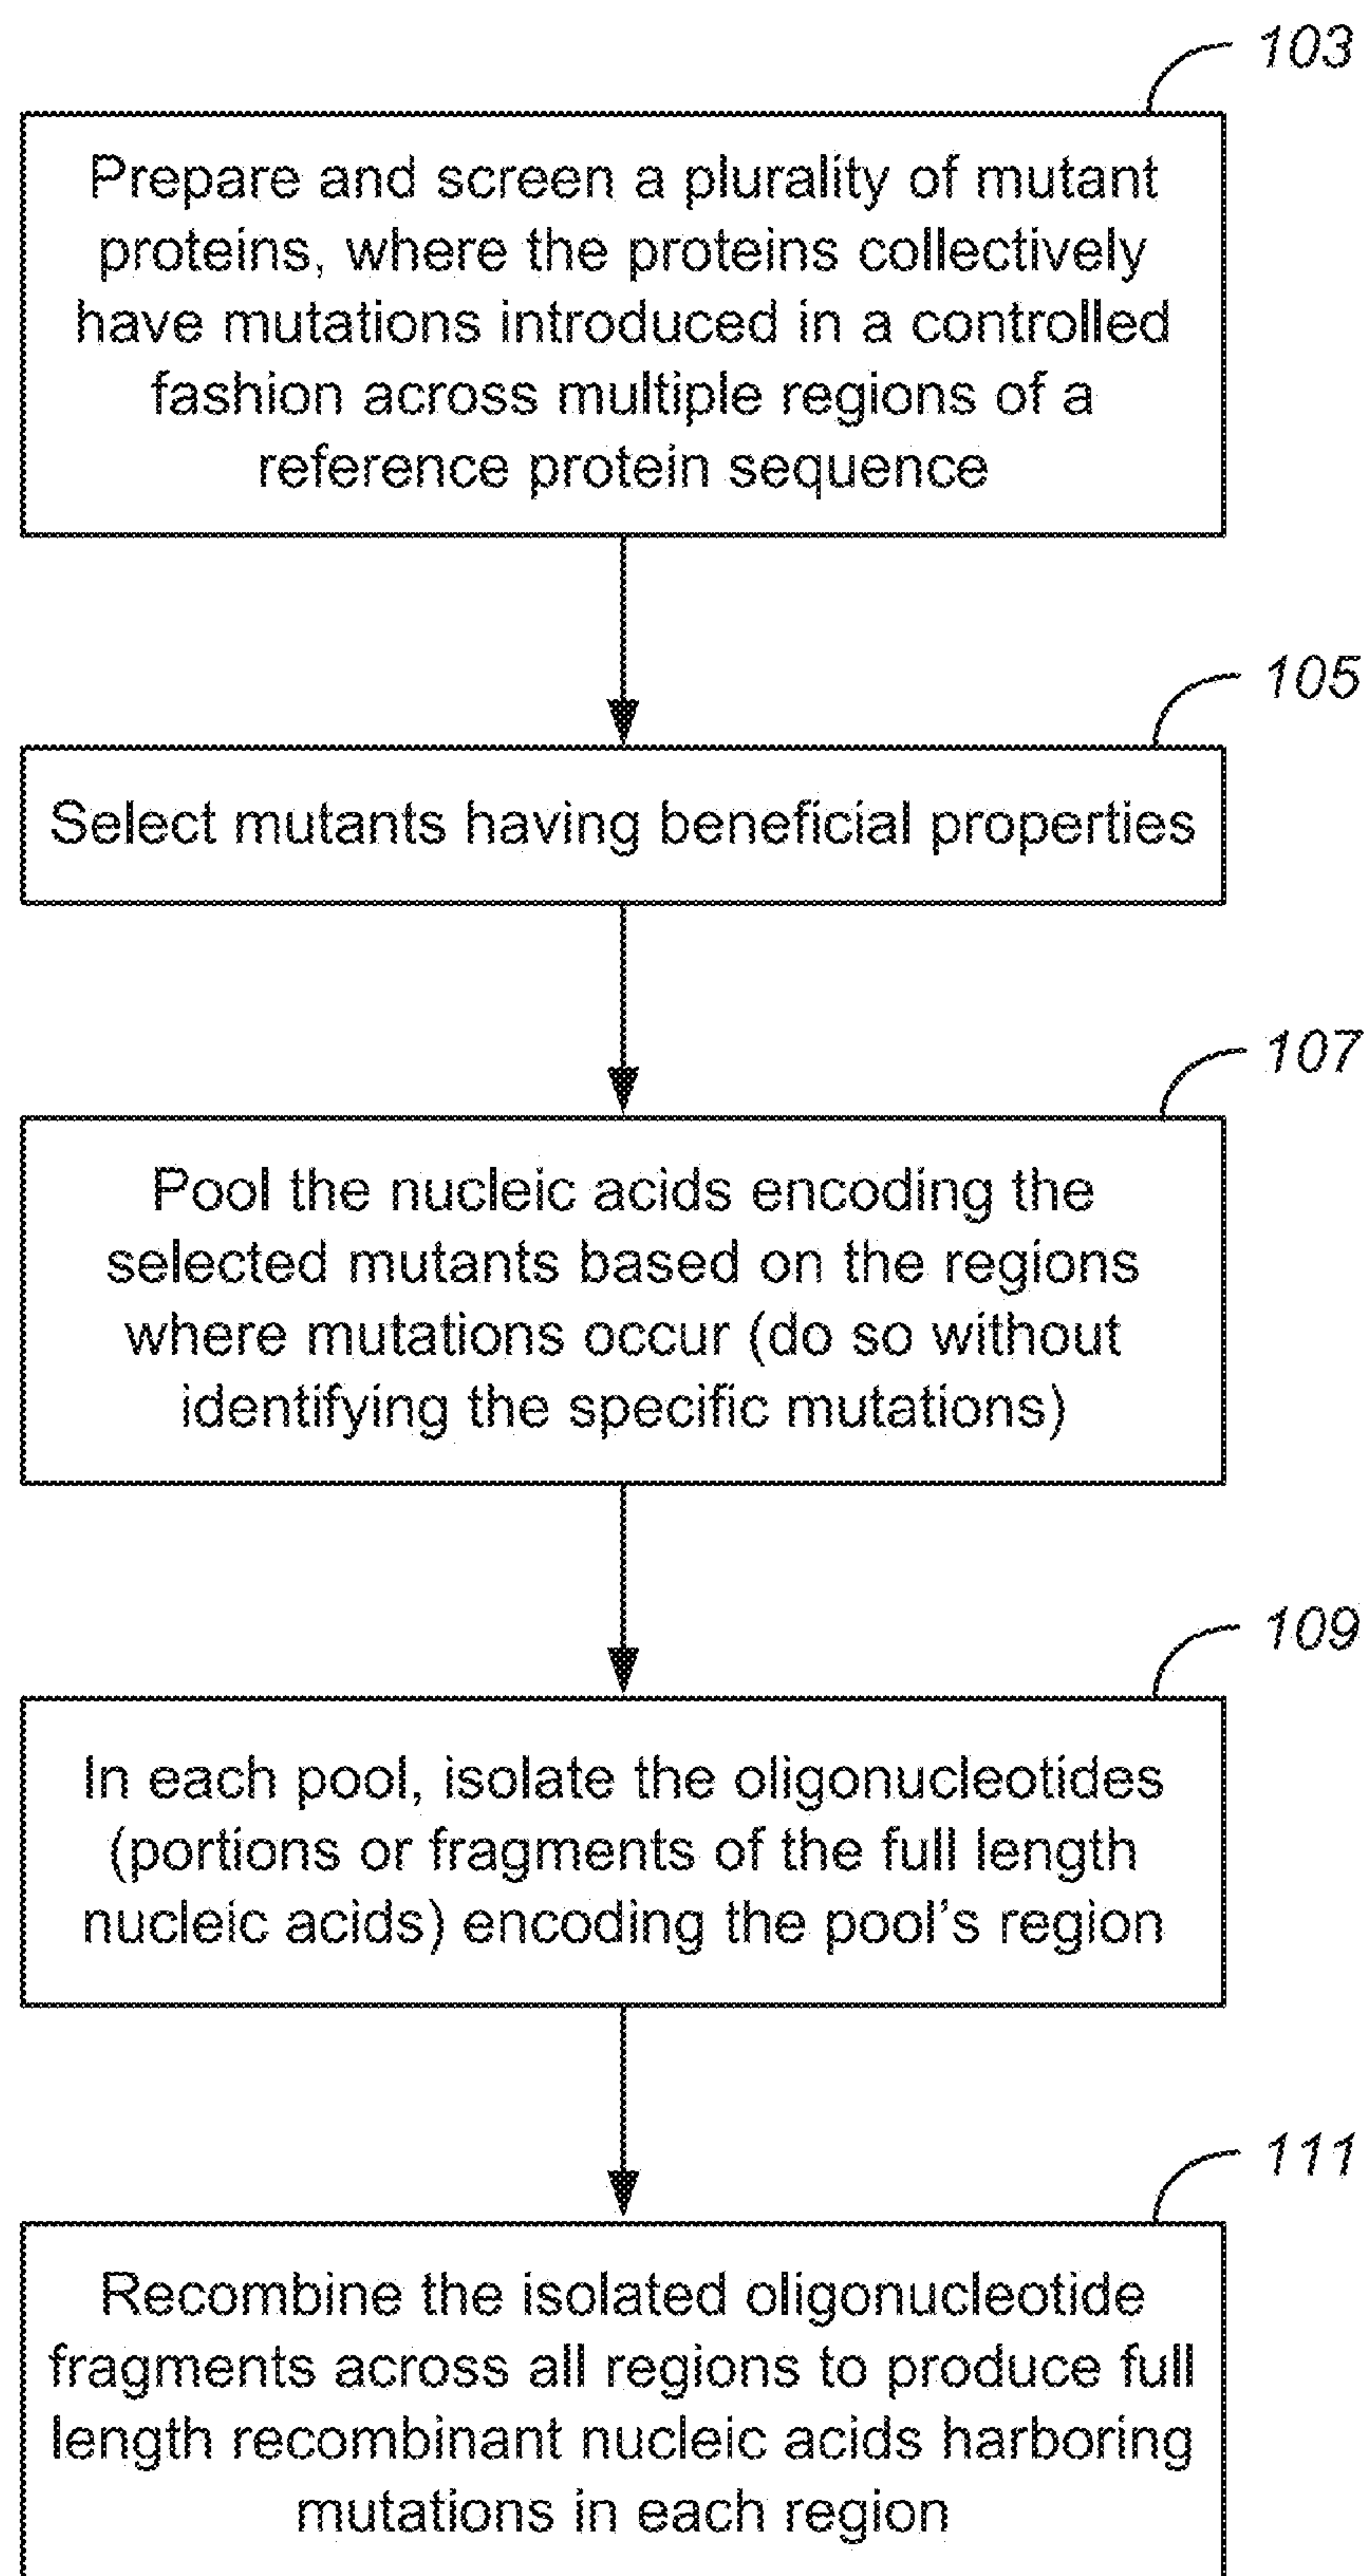 103
Prepare and screen a plurality of mutant
proteins, where the proteins collectively
have mutations introduced in a controlled
fashion across multiple regions of a
reference protein sequence
105
Select mutants having beneficial properties
107
Pool the nucleic acids encoding the
selected mutants based on the regions
where mutations occur (do so without
identifying the specific mutations)
109
In each pool, isolate the oligonucleotides
(portions or fragments of the full length
nucleic acids) encoding the pool's region
111
Recombine the isolated oligonucleotide
fragments across all regions to produce full
length recombinant nucleic acids harboring
mutations in each region